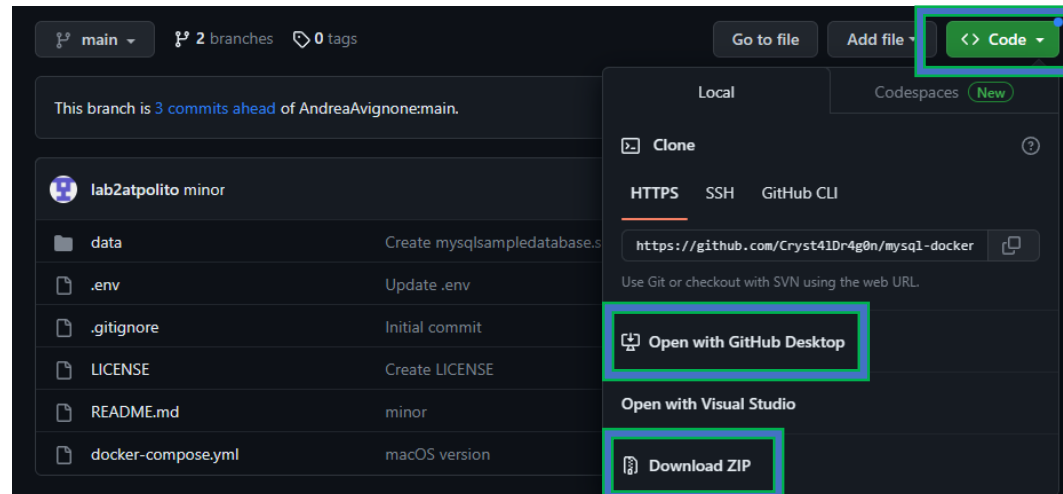 main 2 branches 0 tags Go to file Add file <> Code
This branch is 3 commits ahead of AndreaAvignone:main.
lab2atpolito minor
data Create mysqlsampledatabase.s
.env Update .env
.gitignore Initial commit
LICENSE Create LICENSE
README.md minor
docker-compose.yml macOS version
Local Codespaces New
Clone
HTTPS SSH GitHub CLI
https://github.com/Cryst4lDr4g0n/mysql-docker
Use Git or checkout with SVN using the web URL.
Open with GitHub Desktop
Open with Visual Studio
Download ZIP